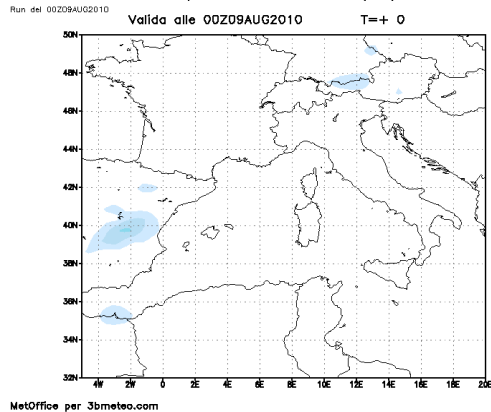 Run del 00Z09AUG2010
Valida alle 00Z09AUG2010 T=+ 0
50N
48N
46N
44N
42N
40N
38N
36N
34N
32N
4W 2W 0 2E 4E 6E 8E 10E 12E 14E 16E 18E 20E
MetOffice per 3bmeteo.com